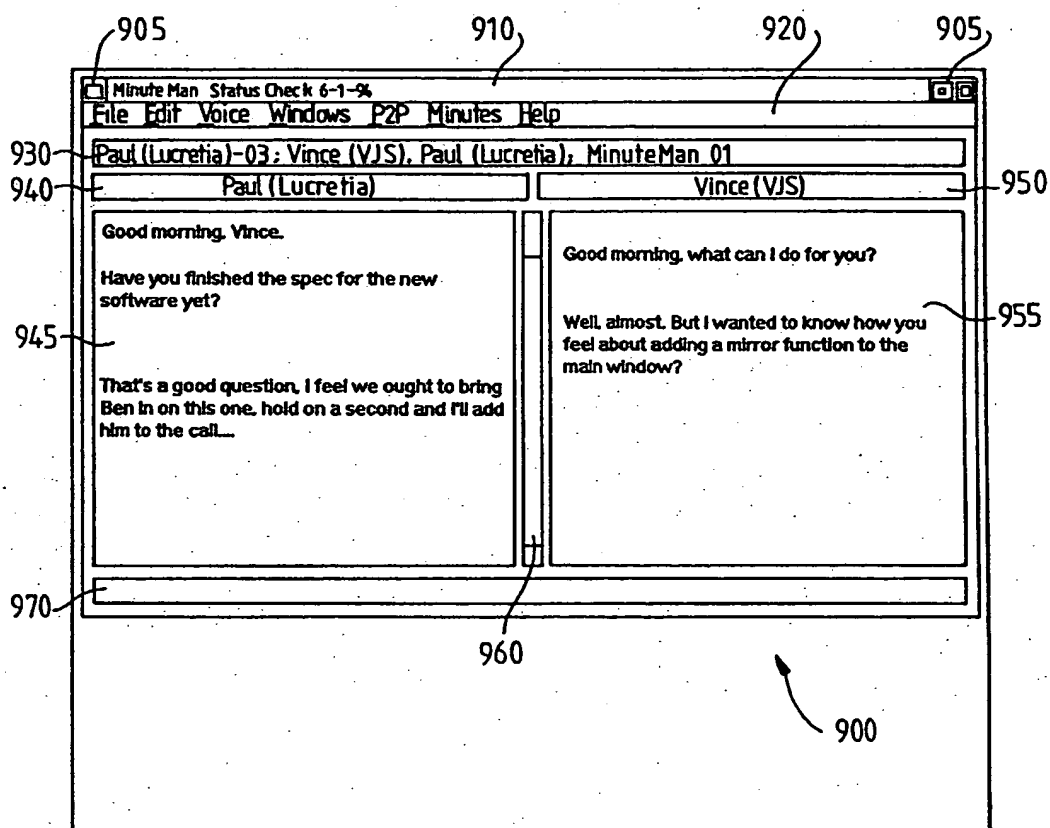 905 910 920 905
Minute Man Status Check 6-1-96
File Edit Voice Windows P2P Minutes Help
930 Paul (Lucretia)-03; Vince (VJS), Paul (Lucretia); MinuteMan 01
940 Paul (Lucretia) Vince (VJS) 950
Good morning, Vince.
Have you finished the spec for the new
software yet?
945
That's a good question, I feel we ought to bring
Ben in on this one, hold on a second and I'll add
him to the call....
Good morning, what can I do for you?
955
Well, almost. But I wanted to know how you
feel about adding a mirror function to the
main window?
970
960
900